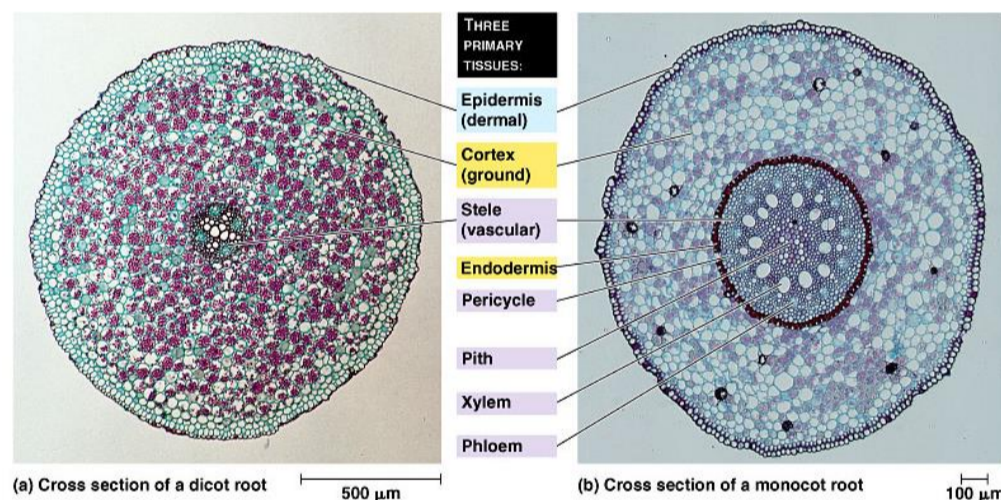 THREE
PRIMARY
TISSUES:
Epidermis
(dermal)
Cortex
(ground)
Stele
(vascular)
Endodermis
Pericycle
Pith
Xylem
Phloem
(a) Cross section of a dicot root
500 μm
(b) Cross section of a monocot root
100 μm